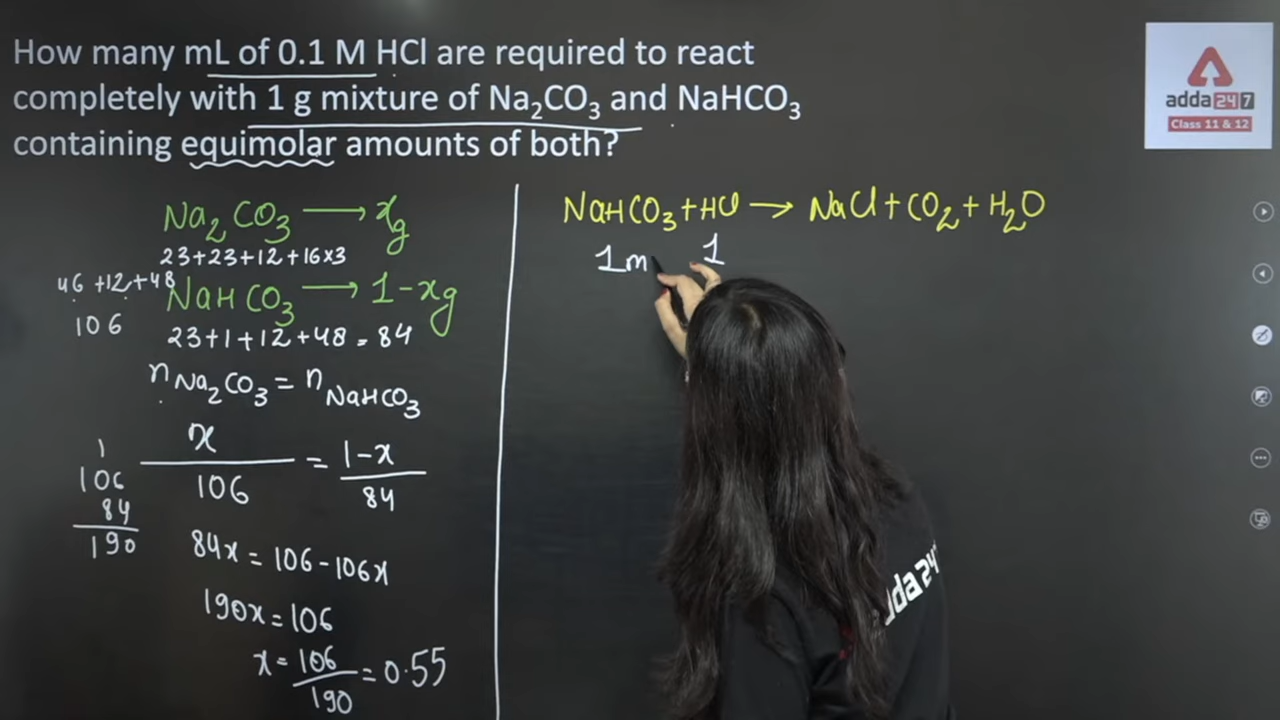 How many mL of 0.1 M HCl are required to react
completely with 1 g mixture of Na₂CO₃ and NaHCO₃
containing equimolar amounts of both?
adda247
Class 11 & 12
Na₂CO₃ → xg
23+23+12+16×3
46+12+48
106
NaHCO₃ → 1-xg
23+1+12+48=84
nNa₂CO₃ = nNaHCO₃
x/106 = 1-x/84
1
106
84
190
84x = 106-106x
190x = 106
x = 106/190 = 0.55
NaHCO₃+HCl → NaCl+CO₂+H₂O
1m 1
adda247